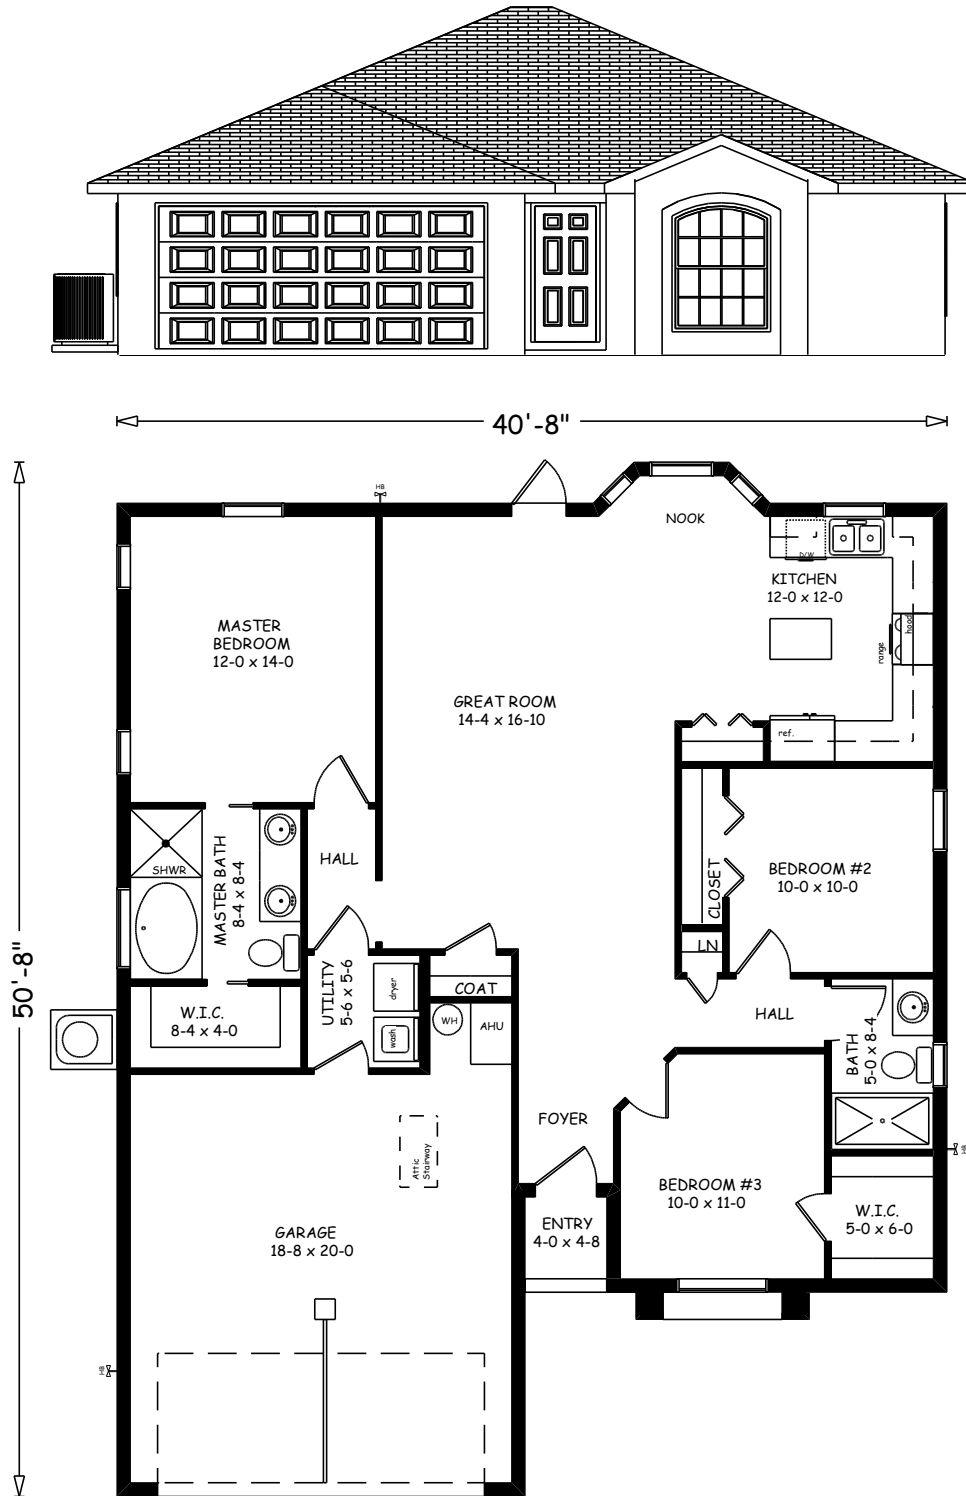 40'-8"
50'-8"
HB
NOOK
D/W
KITCHEN
12-0 x 12-0
hood
range
MASTER
BEDROOM
12-0 x 14-0
GREAT ROOM
14-4 x 16-10
ref.
HALL
SHWR
MASTER BATH
8-4 x 8-4
BEDROOM #2
10-0 x 10-0
CLOSET
LN
UTILITY
5-6 x 5-6
dryer
wash
COAT
W.I.C.
8-4 x 4-0
WH
AHU
HALL
BATH
5-0 x 8-4
FOYER
HB
Attic
Stairway
BEDROOM #3
10-0 x 11-0
W.I.C.
5-0 x 6-0
ENTRY
4-0 x 4-8
GARAGE
18-8 x 20-0
HB